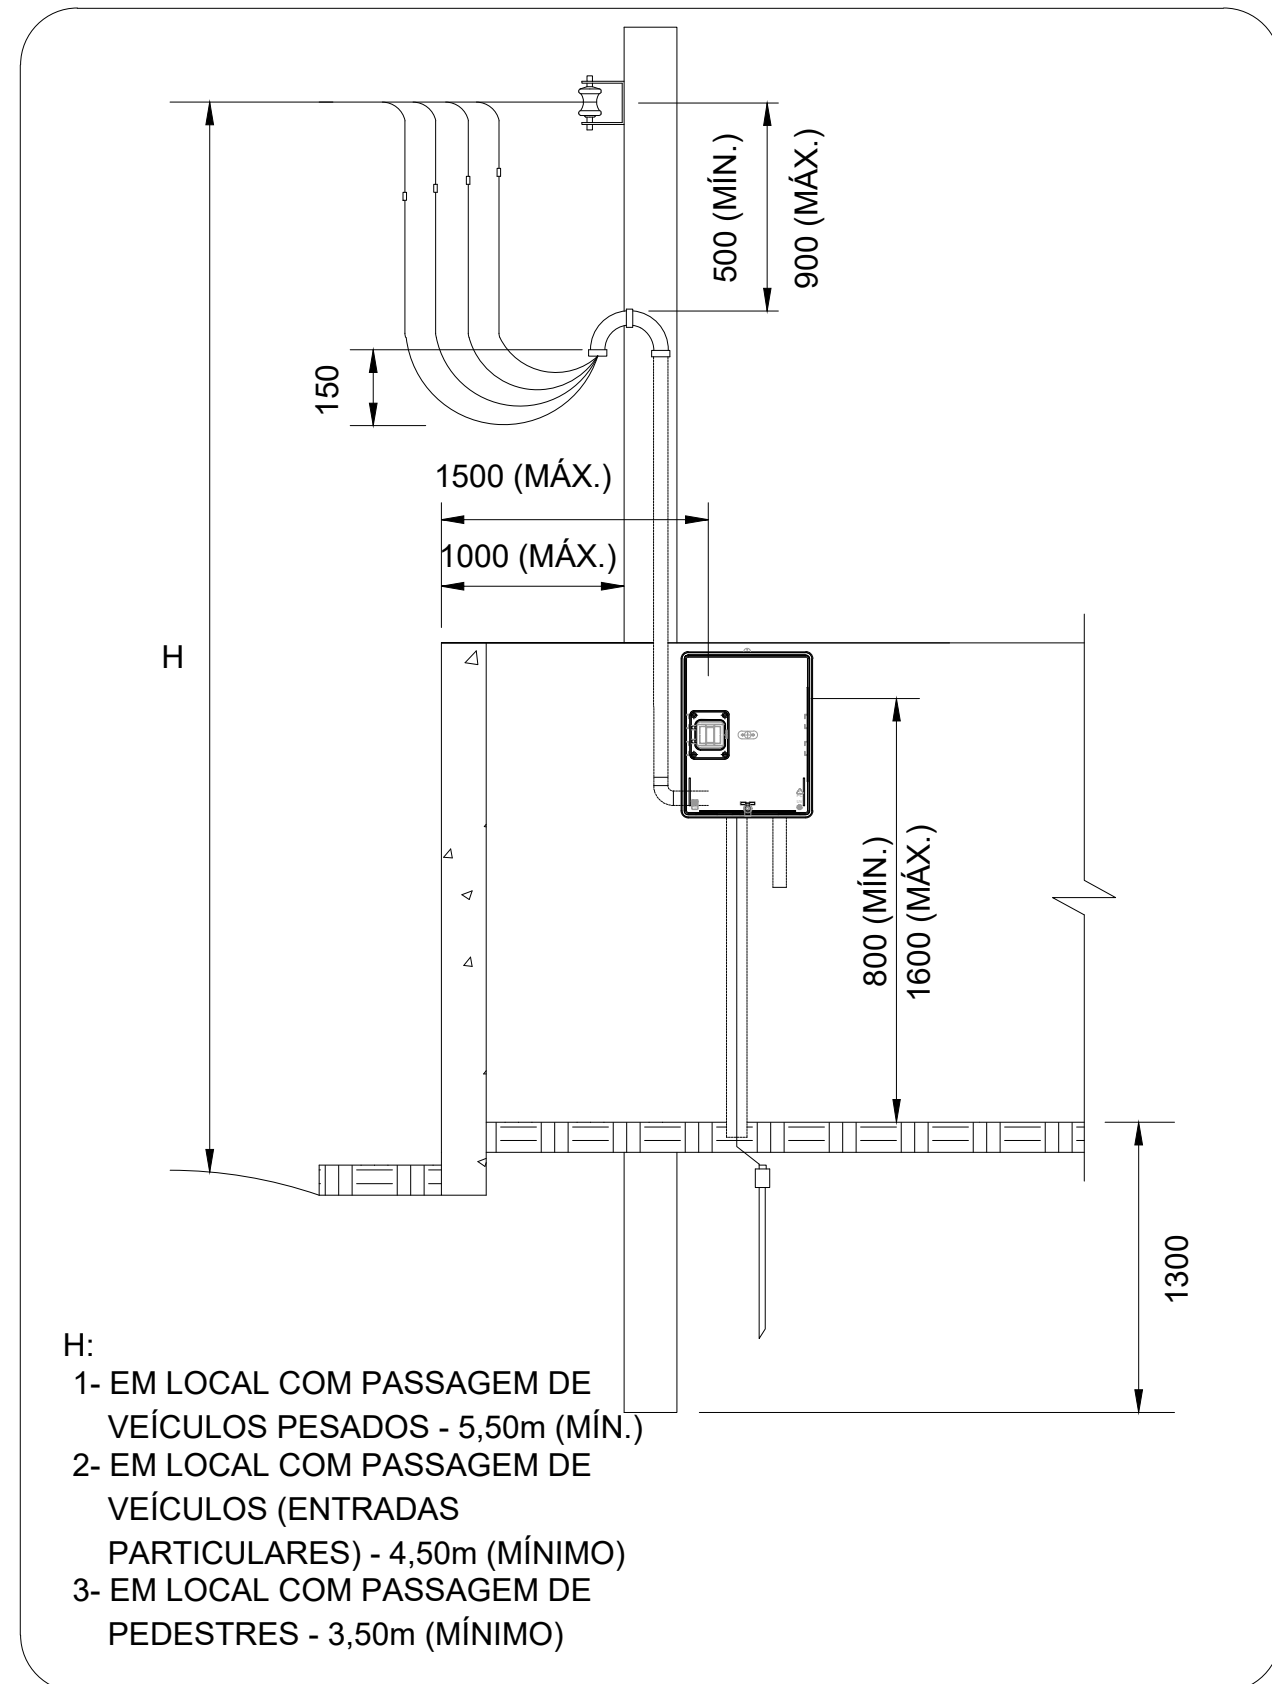 500 (MÍN.)
900 (MÁX.)
150
1500 (MÁX.)
1000 (MÁX.)
H
800 (MÍN.)
1600 (MÁX.)
1300
H:
1- EM LOCAL COM PASSAGEM DE
VEÍCULOS PESADOS - 5,50m (MÍN.)
2- EM LOCAL COM PASSAGEM DE
VEÍCULOS (ENTRADAS
PARTICULARES) - 4,50m (MÍNIMO)
3- EM LOCAL COM PASSAGEM DE
PEDESTRES - 3,50m (MÍNIMO)